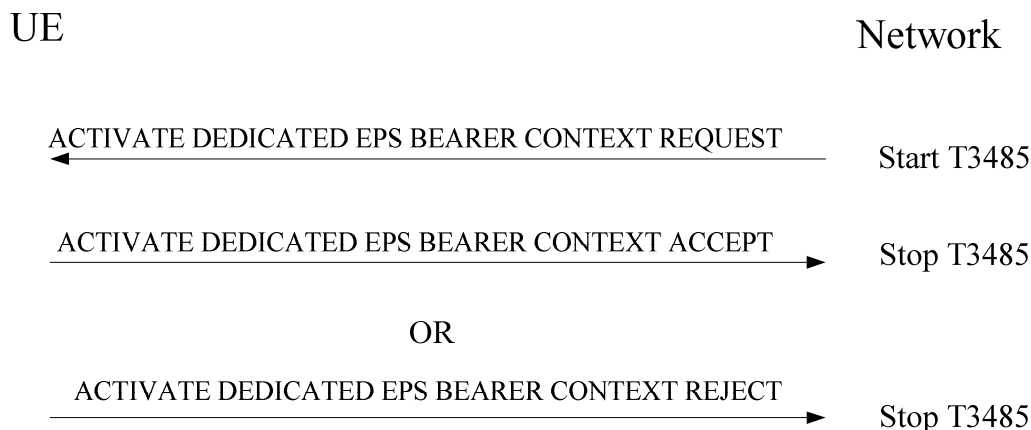 UE
Network
ACTIVATE DEDICATED EPS BEARER CONTEXT REQUEST
Start T3485
ACTIVATE DEDICATED EPS BEARER CONTEXT ACCEPT
Stop T3485
OR
ACTIVATE DEDICATED EPS BEARER CONTEXT REJECT
Stop T3485